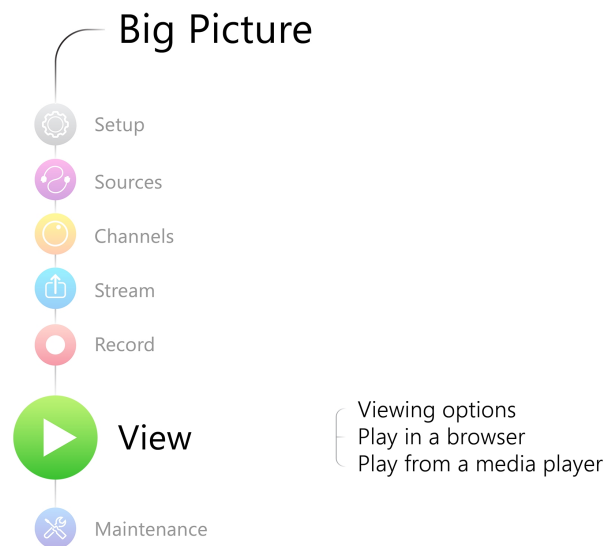 Big Picture
Setup
Sources
Channels
Stream
Record
View
Viewing options
Play in a browser
Play from a media player
Maintenance